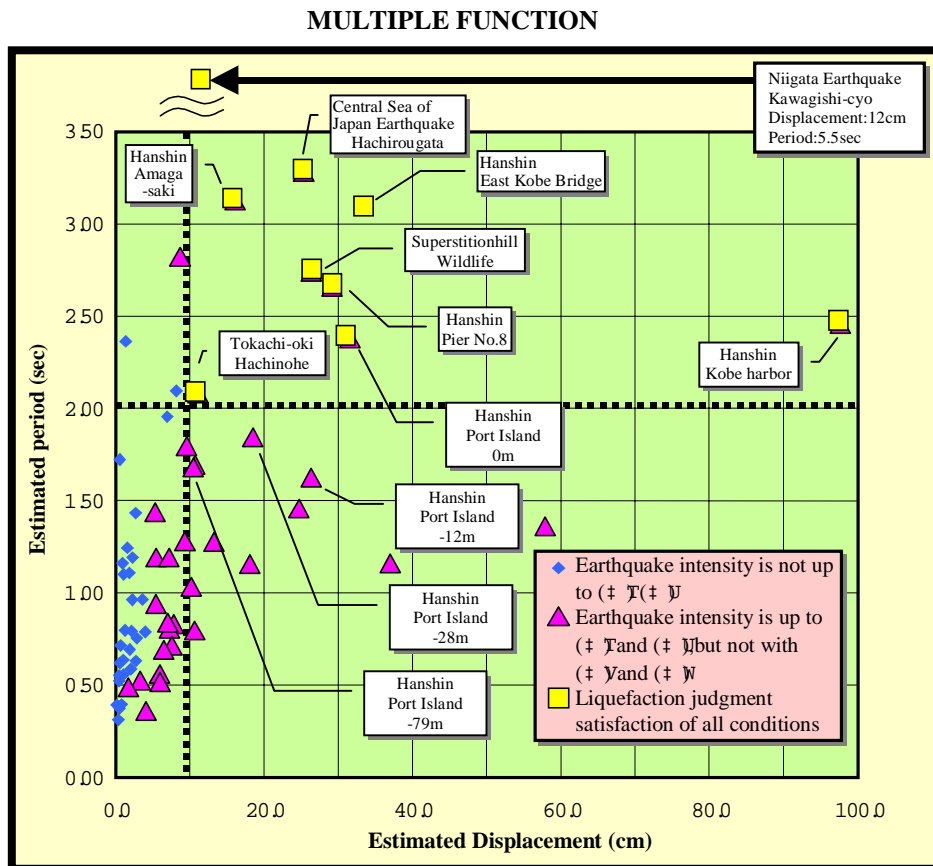 MULTIPLE FUNCTION
Niigata Earthquake
Kawagishi-cyo
Displacement:12cm
Period:5.5sec
Central Sea of
Japan Earthquake
Hachirougata
Hanshin
Amaga
-saki
Hanshin
East Kobe Bridge
Superstitionhill
Wildlife
Hanshin
Pier No.8
Hanshin
Kobe harbor
Tokachi-oki
Hachinohe
Hanshin
Port Island
0m
Hanshin
Port Island
-12m
Hanshin
Port Island
-28m
Hanshin
Port Island
-79m
Earthquake intensity is not up
to (‡ T)(‡ U)
Earthquake intensity is up to
(‡ T)and (‡ U)but not with
(‡ V)and (‡ W)
Liquefaction judgment
satisfaction of all conditions
Estimated period (sec)
3.50
3.00
2.50
2.00
1.50
1.00
0.50
0.00
0.0 20.0 40.0 60.0 80.0 100.0
Estimated Displacement (cm)